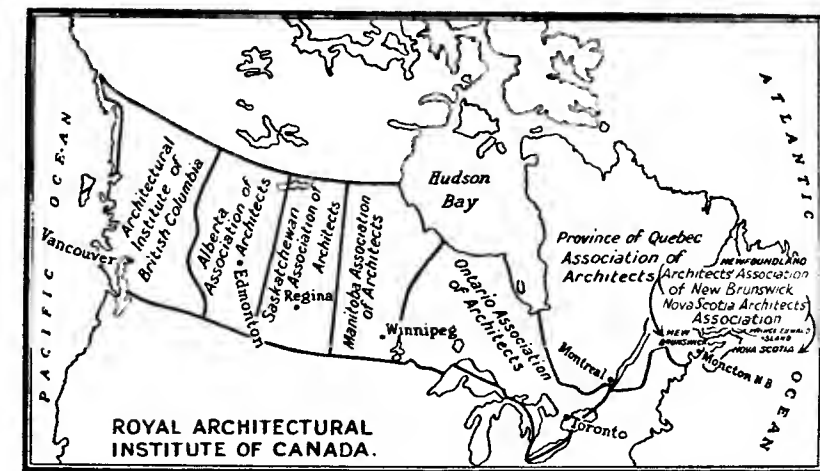 PACIFIC OCEAN
ATLANTIC
OCEAN
Hudson
Bay
Architectural
Institute of
British Columbia
Vancouver
Alberta
Association of
Architects
Edmonton
Saskatchewan
Association of
Architects
Regina
Manitoba Association
of Architects
Winnipeg
Ontario Association
of Architects
Province of Quebec
Association of
Architects
NEWFOUNDLAND
Architects Association
of New Brunswick
Nova Scotia Architects
Association
NEW
BRUNSWICK
PRINCE EDWARD
ISLAND
NOVA SCOTIA
Moncton N B
Montreal
Toronto
ROYAL ARCHITECTURAL
INSTITUTE OF CANADA.